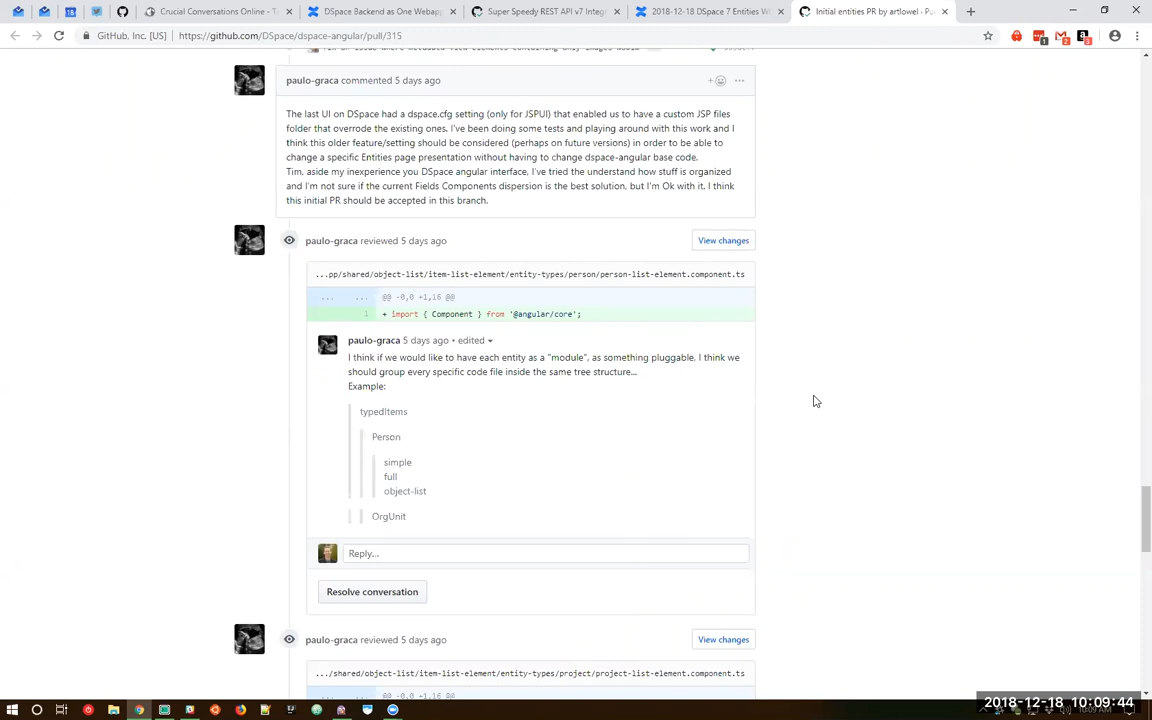 Crucial Conversations Online - T
DSpace Backend as One Webapp
Super Speedy REST API v7 Integ
2018-12-18 DSpace 7 Entities W
Initial entities PR by artlowel · Pu
GitHub, Inc. [US]
https://github.com/DSpace/dspace-angular/pull/315
paulo-graca commented 5 days ago
The last UI on DSpace had a dspace.cfg setting (only for JSPUI) that enabled us to have a custom JSP files
folder that overrode the existing ones. I've been doing some tests and playing around with this work and I
think this older feature/setting should be considered (perhaps on future versions) in order to be able to
change a specific Entities page presentation without having to change dspace-angular base code.
Tim, aside my inexperience you DSpace angular interface, I've tried the understand how stuff is organized
and I'm not sure if the current Fields Components dispersion is the best solution, but I'm Ok with it. I think
this initial PR should be accepted in this branch.
paulo-graca reviewed 5 days ago
View changes
...pp/shared/object-list/item-list-element/entity-types/person/person-list-element.component.ts
... ... @@ -0,0 +1,16 @@
1 + import { Component } from '@angular/core';
paulo-graca 5 days ago • edited
I think if we would like to have each entity as a "module", as something pluggable, I think we
should group every specific code file inside the same tree structure...
Example:
typedItems
Person
simple
full
object-list
OrgUnit
Reply...
Resolve conversation
paulo-graca reviewed 5 days ago
View changes
.../shared/object-list/item-list-element/entity-types/project/project-list-element.component.ts
@@ -0,0 +1,16 @@
2018-12-18 10:09:44